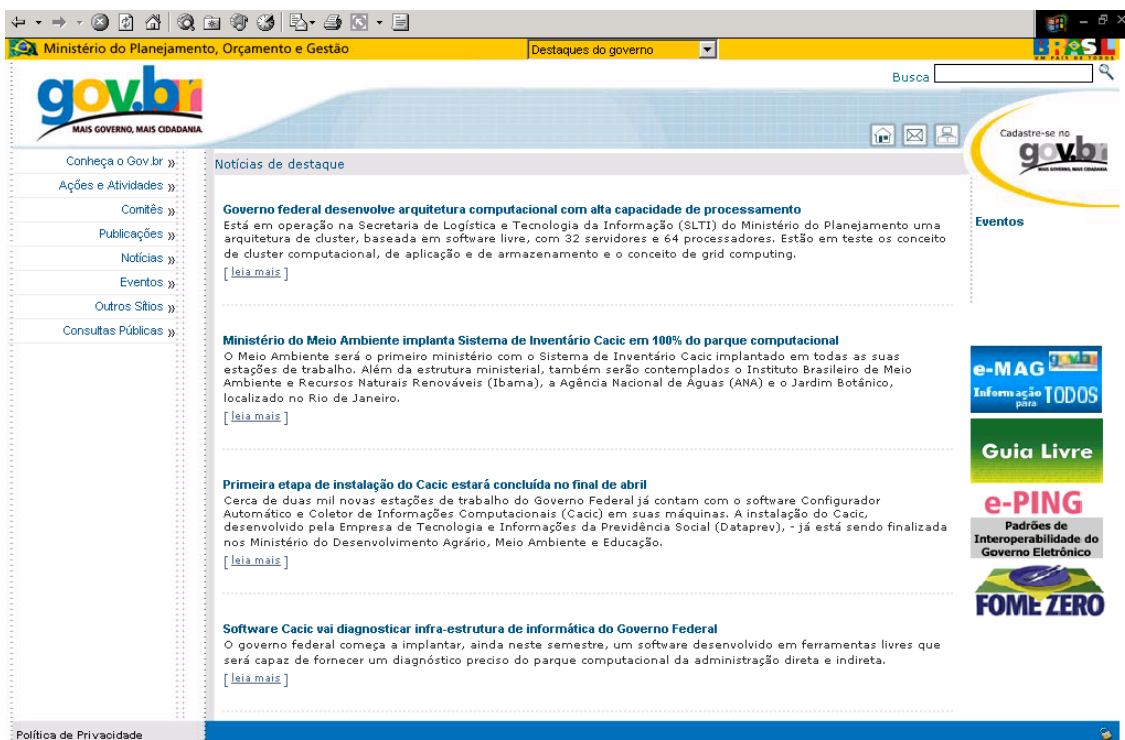 Ministério do Planejamento, Orçamento e Gestão
Destaques do governo
BRASIL
UM PAÍS DE TODOS
Busca
gov.br
MAIS GOVERNO, MAIS CIDADANIA.
Cadastre-se no
gov.br
MAIS GOVERNO, MAIS CIDADANIA
Conheça o Gov.br »
Ações e Atividades »
Comitês »
Publicações »
Notícias »
Eventos »
Outros Sítios »
Consultas Públicas »
Notícias de destaque
Governo federal desenvolve arquitetura computacional com alta capacidade de processamento
Está em operação na Secretaria de Logística e Tecnologia da Informação (SLTI) do Ministério do Planejamento uma
arquitetura de cluster, baseada em software livre, com 32 servidores e 64 processadores. Estão em teste os conceito
de cluster computacional, de aplicação e de armazenamento e o conceito de grid computing.
[ leia mais ]
Ministério do Meio Ambiente implanta Sistema de Inventário Cacic em 100% do parque computacional
O Meio Ambiente será o primeiro ministério com o Sistema de Inventário Cacic implantado em todas as suas
estações de trabalho. Além da estrutura ministerial, também serão contemplados o Instituto Brasileiro de Meio
Ambiente e Recursos Naturais Renováveis (Ibama), a Agência Nacional de Águas (ANA) e o Jardim Botânico,
localizado no Rio de Janeiro.
[ leia mais ]
Primeira etapa de instalação do Cacic estará concluída no final de abril
Cerca de duas mil novas estações de trabalho do Governo Federal já contam com o software Configurador
Automático e Coletor de Informações Computacionais (Cacic) em suas máquinas. A instalação do Cacic,
desenvolvido pela Empresa de Tecnologia e Informações da Previdência Social (Dataprev), - já está sendo finalizada
nos Ministério do Desenvolvimento Agrário, Meio Ambiente e Educação.
[ leia mais ]
Software Cacic vai diagnosticar infra-estrutura de informática do Governo Federal
O governo federal começa a implantar, ainda neste semestre, um software desenvolvido em ferramentas livres que
será capaz de fornecer um diagnóstico preciso do parque computacional da administração direta e indireta.
[ leia mais ]
Eventos
e-MAG gov.br
Informação para TODOS
Guia Livre
e-PING
Padrões de
Interoperabilidade do
Governo Eletrônico
FOME ZERO
Política de Privacidade